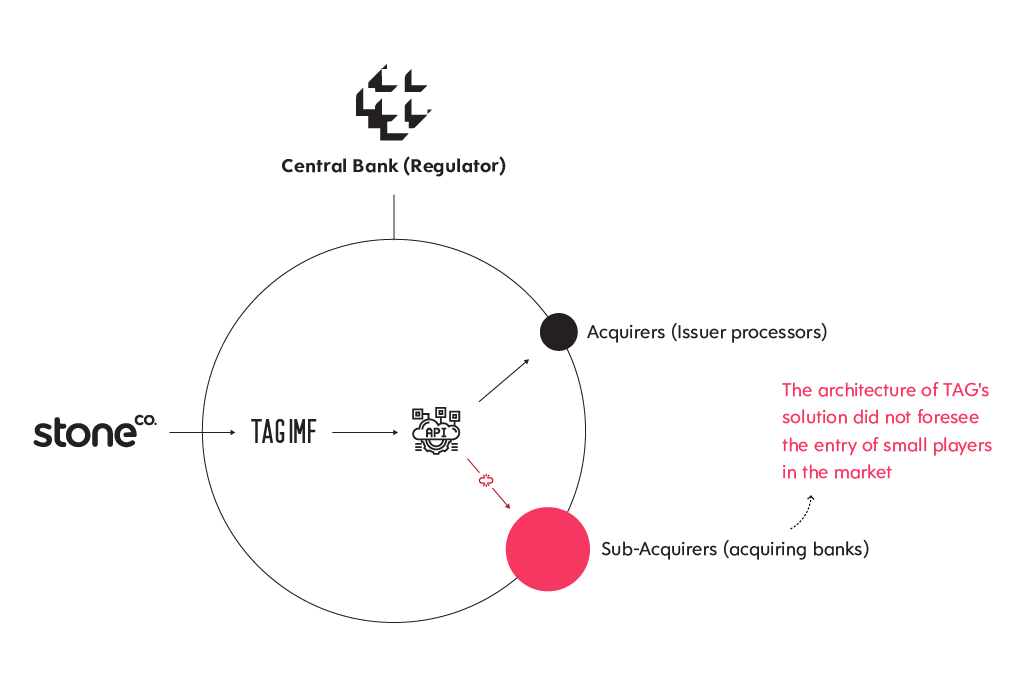 Central Bank (Regulator)
Acquirers (Issuer processors)
The architecture of TAG's
solution did not foresee
the entry of small players
in the market
stone co.
TAG IMF
API
Sub-Acquirers (acquiring banks)